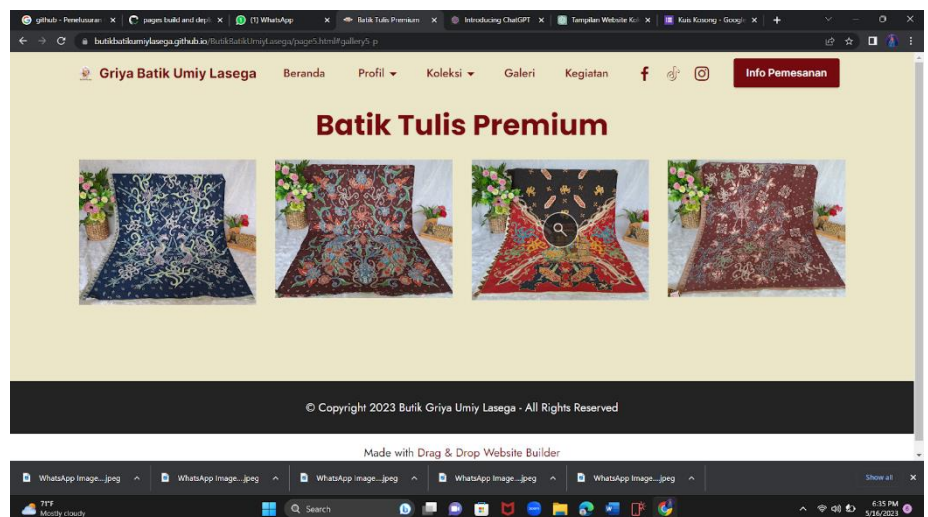 github - Penelusuran
pages build and depl
(1) WhatsApp
Batik Tulis Premium
Introducing ChatGPT
Tampilan Website Kol
Kuis Kosong - Google
butikbatikumiylasega.github.io/ButikBatikUmiyLasega/page5.html#gallery5-p
Griya Batik Umiy Lasega
Beranda
Profil
Koleksi
Galeri
Kegiatan
Info Pemesanan
Batik Tulis Premium
© Copyright 2023 Butik Griya Umiy Lasega - All Rights Reserved
Made with Drag & Drop Website Builder
WhatsApp Image....jpeg
WhatsApp Image....jpeg
WhatsApp Image....jpeg
WhatsApp Image....jpeg
WhatsApp Image....jpeg
Show all
71°F
Mostly cloudy
Search
6:35 PM
5/16/2023